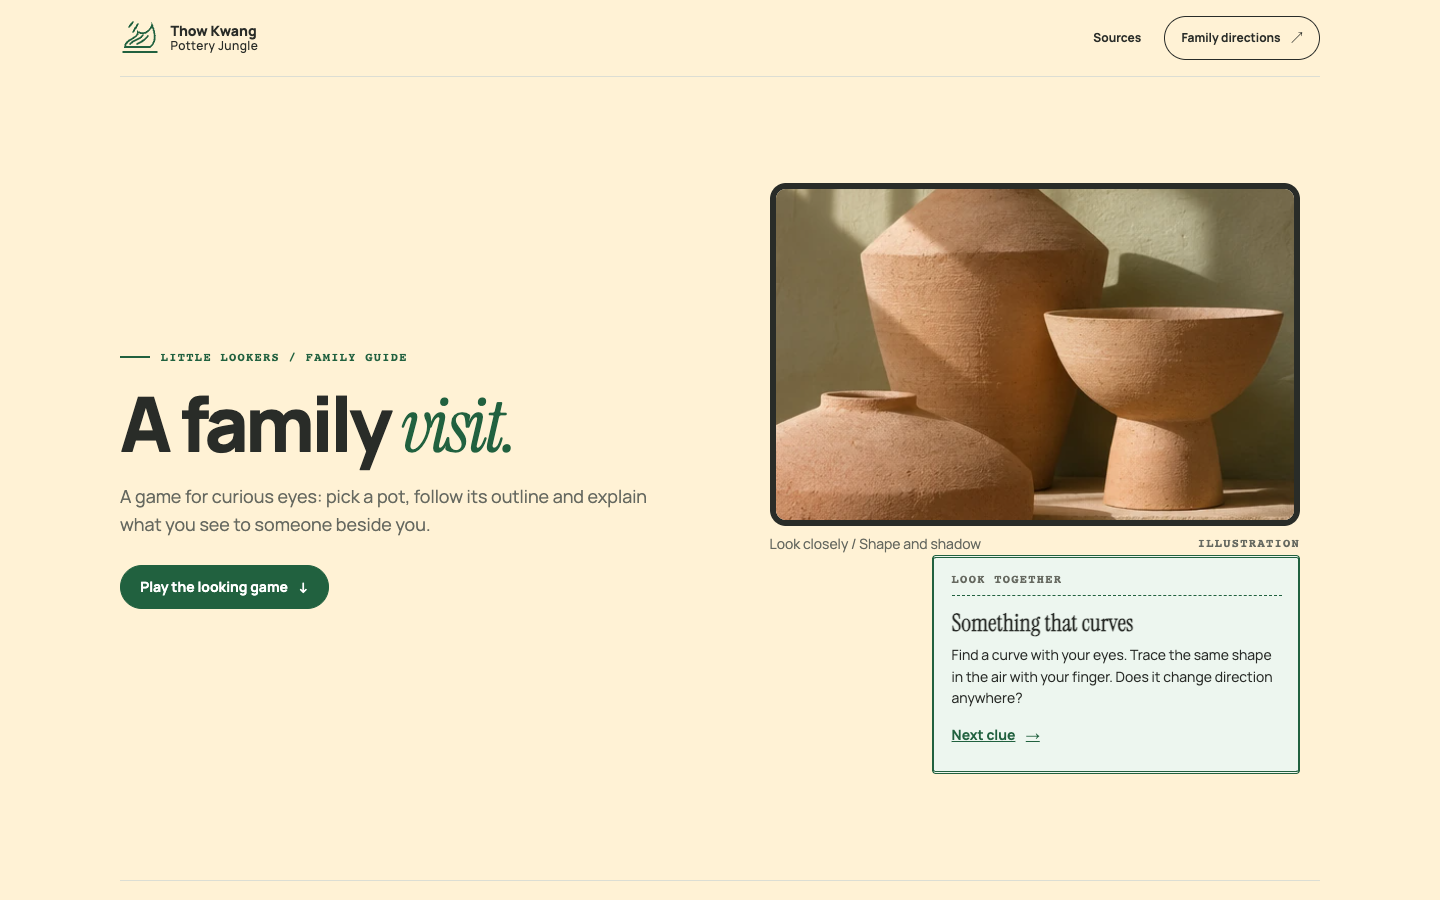 Thow Kwang
Pottery Jungle
Sources
Family directions ↗
LITTLE LOOKERS / FAMILY GUIDE
A family visit.
A game for curious eyes: pick a pot, follow its outline and explain
what you see to someone beside you.
Play the looking game ↓
Look closely / Shape and shadow
ILLUSTRATION
LOOK TOGETHER
Something that curves
Find a curve with your eyes. Trace the same shape
in the air with your finger. Does it change direction
anywhere?
Next clue →